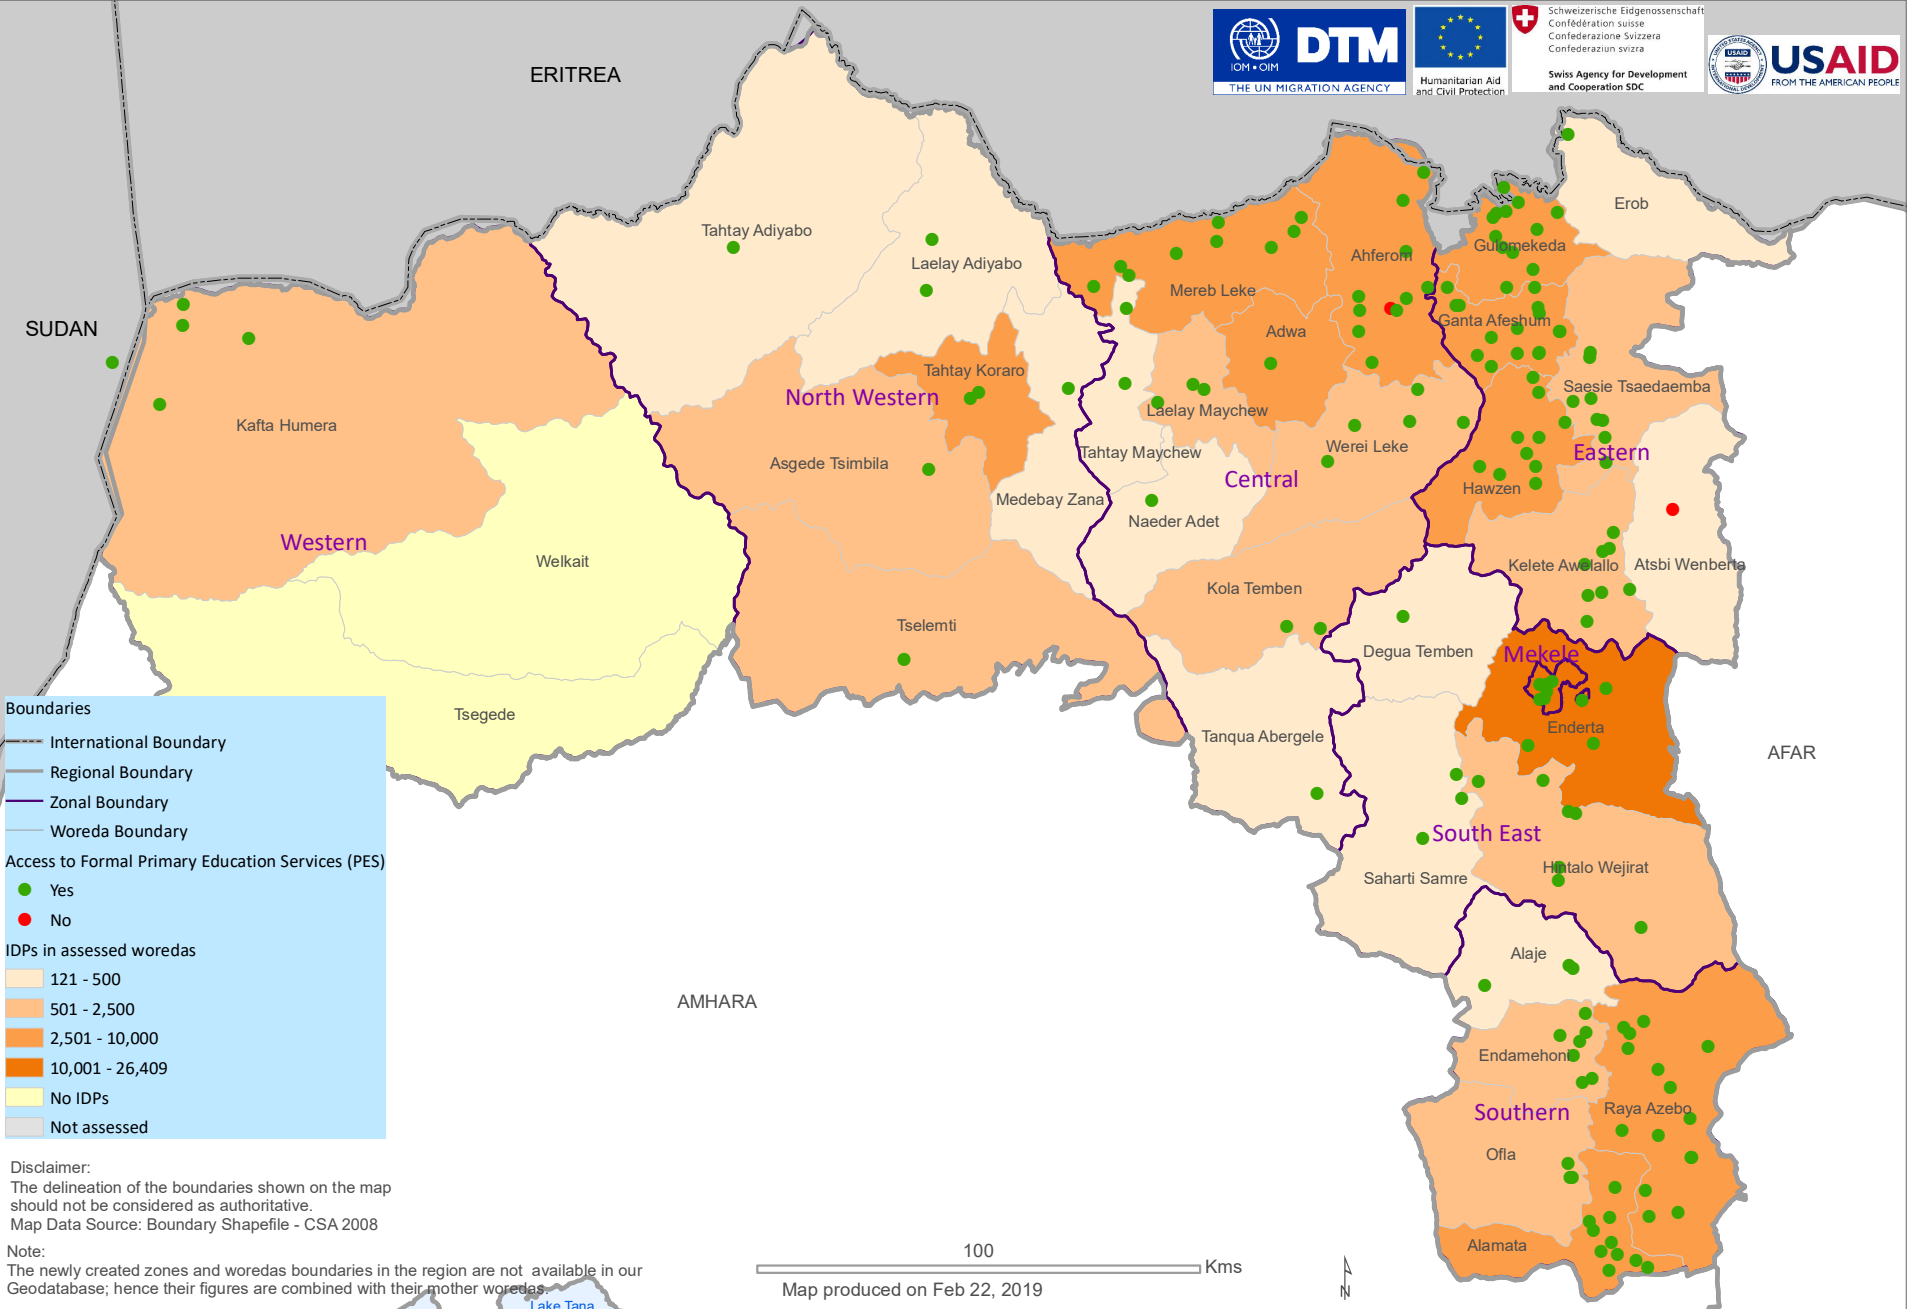 IOM • OIM
DTM
THE UN MIGRATION AGENCY
Humanitarian Aid
and Civil Protection
Schweizerische Eidgenossenschaft
Confédération suisse
Confederazione Svizzera
Confederaziun svizra
Swiss Agency for Development
and Cooperation SDC
USAID
USAID
FROM THE AMERICAN PEOPLE
ERITREA
SUDAN
AFAR
AMHARA
Erob
Tahtay Adiyabo
Laelay Adiyabo
Gulomekeda
Ahferom
Mereb Leke
Ganta Afeshum
Adwa
Tahtay Koraro
Saesie Tsaedaemba
North Western
Laelay Maychew
Kafta Humera
Tahtay Maychew
Werei Leke
Eastern
Asgede Tsimbila
Central
Hawzen
Medebay Zana
Naeder Adet
Western
Welkait
Kelete Awelallo
Atsbi Wenberta
Kola Temben
Tselemti
Degua Temben
Mekele
Tsegede
Enderta
Tanqua Abergele
South East
Hintalo Wejirat
Saharti Samre
Alaje
Endamehoni
Southern
Raya Azebo
Ofla
Alamata
Boundaries
International Boundary
Regional Boundary
Zonal Boundary
Woreda Boundary
Access to Formal Primary Education Services (PES)
Yes
No
IDPs in assessed woredas
121 - 500
501 - 2,500
2,501 - 10,000
10,001 - 26,409
No IDPs
Not assessed
Disclaimer:
The delineation of the boundaries shown on the map
should not be considered as authoritative.
Map Data Source: Boundary Shapefile - CSA 2008
Note:
The newly created zones and woredas boundaries in the region are not available in our
Geodatabase; hence their figures are combined with their mother woredas.
Lake Tana
100
Kms
Map produced on Feb 22, 2019
N